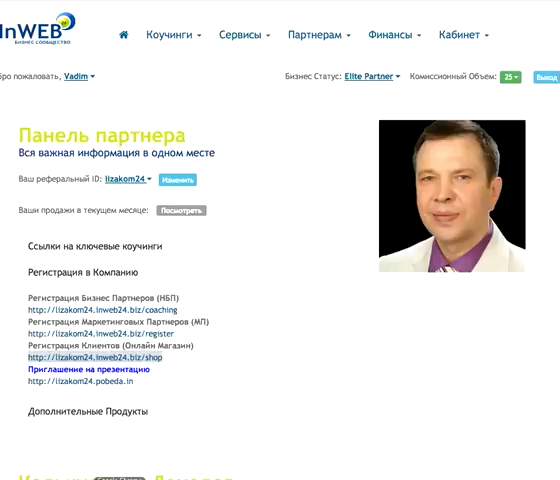 InWEB 24
БИЗНЕС СООБЩЕСТВО
Коучинги Сервисы Партнерам Финансы Кабинет
бро пожаловать, Vadim Бизнес Статус: Elite Partner Комиссионный Объем: 25 Выход
Панель партнера
Вся важная информация в одном месте
Ваш реферальный ID: lizakom24 Изменить
Ваши продажи в текущем месяце: Посмотреть
Ссылки на ключевые коучинги
Регистрация в Компанию
Регистрация Бизнес Партнеров (НБП)
http://lizakom24.inweb24.biz/coaching
Регистрация Маркетинговых Партнеров (МП)
http://lizakom24.inweb24.biz/register
Регистрация Клиентов (Онлайн Магазин)
http://lizakom24.inweb24.biz/shop
Приглашение на презентацию
http://lizakom24.pobeda.in
Дополнительные Продукты